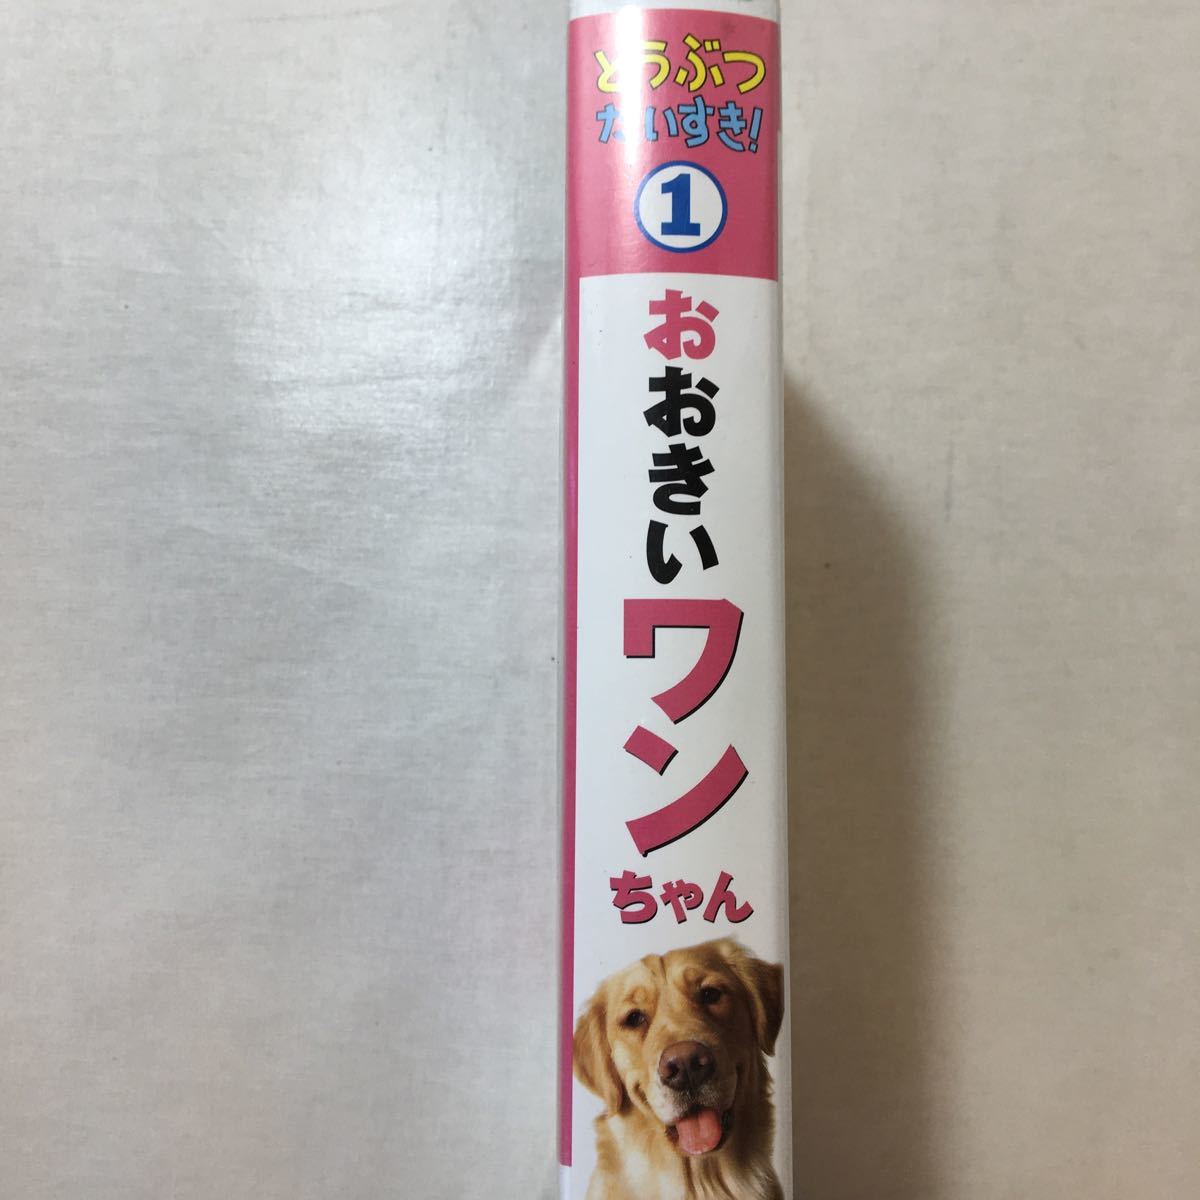 どうぶつ
だいすき!
1
おおきい
ワン
ちゃん